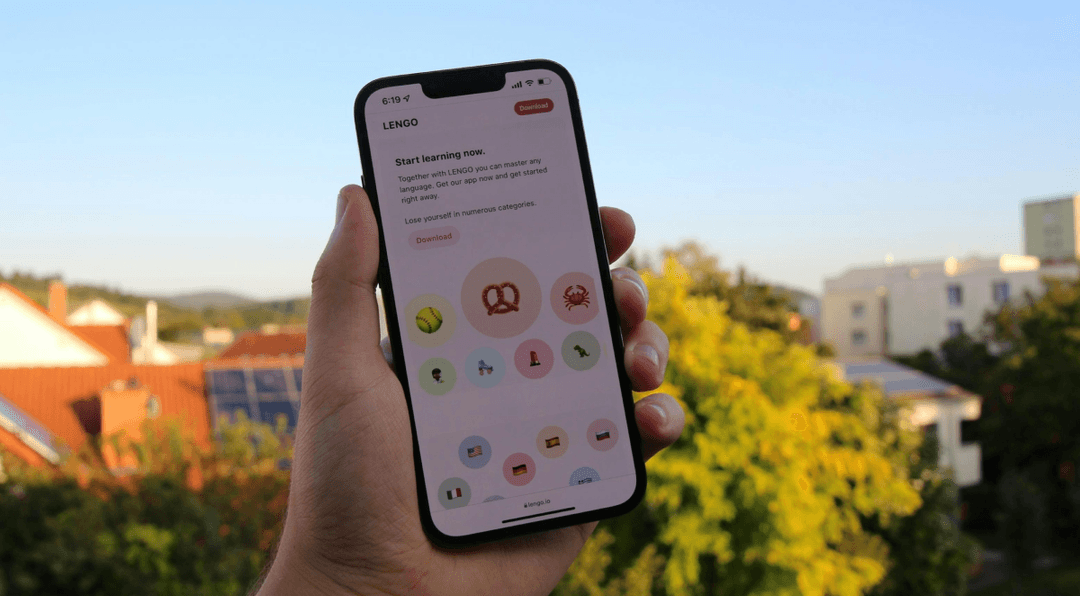 6:19
Download
LENGO
Start learning now.
Together with LENGO you can master any
language. Get our app now and get started
right away.
Lose yourself in numerous categories.
Download
lengo.io